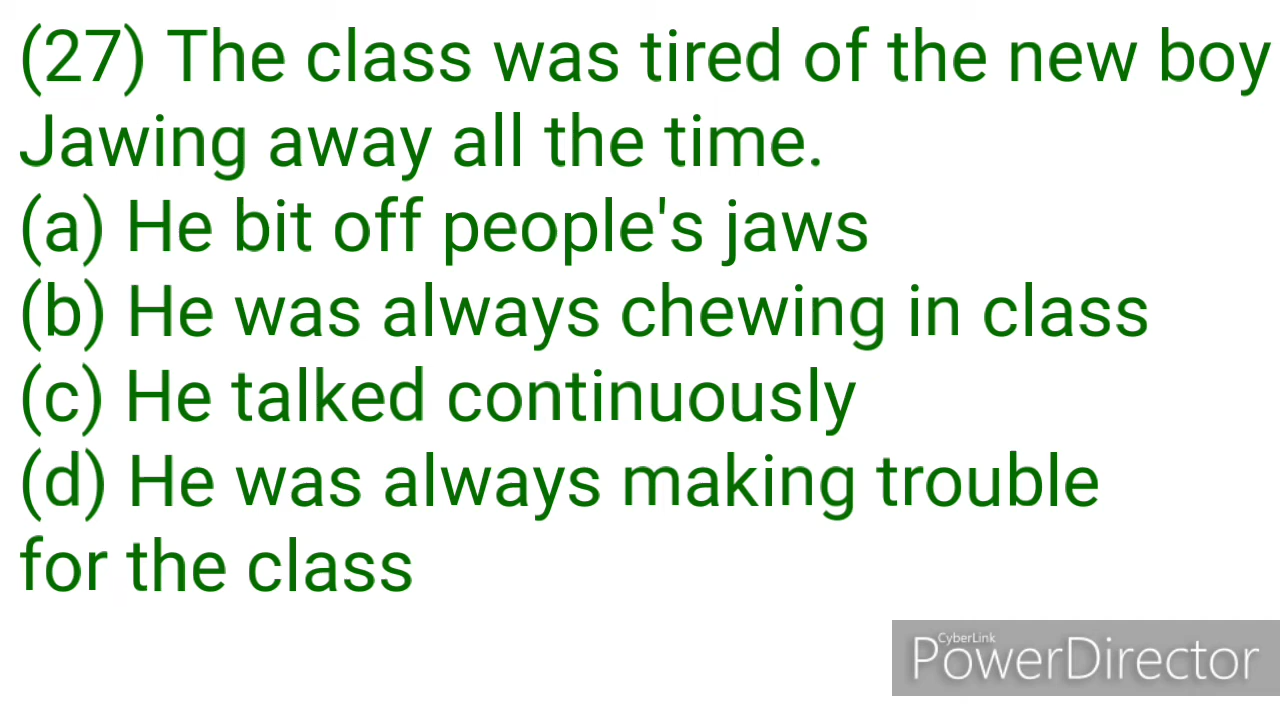 (27) The class was tired of the new boy
Jawing away all the time.
(a) He bit off people's jaws
(b) He was always chewing in class
(c) He talked continuously
(d) He was always making trouble
for the class
CyberLink
PowerDirector